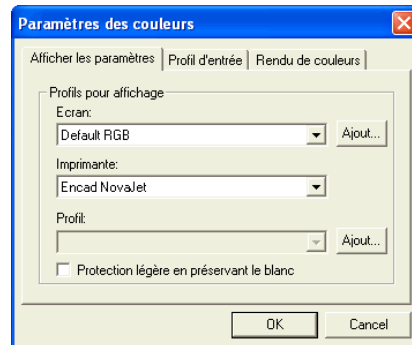 Paramètres des couleurs
Afficher les paramètres Profil d'entrée Rendu de couleurs
Profils pour affichage
Ecran:
Default RGB Ajout...
Imprimante:
Encad NovaJet
Profil:
Ajout...
Protection légère en préservant le blanc
OK Cancel